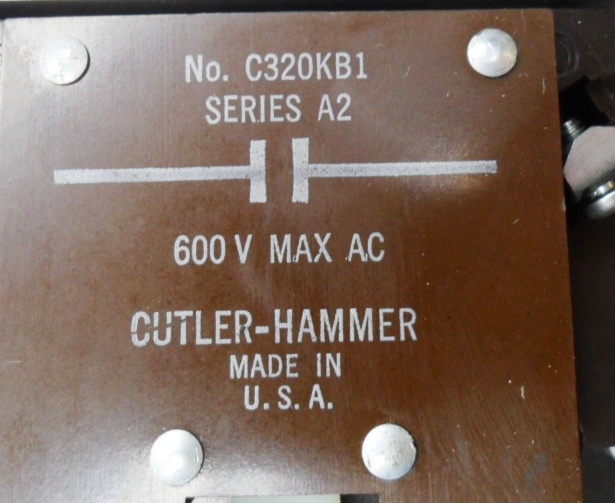 No. C320KB1
SERIES A2
600 V MAX AC
CUTLER-HAMMER
MADE IN
U.S.A.